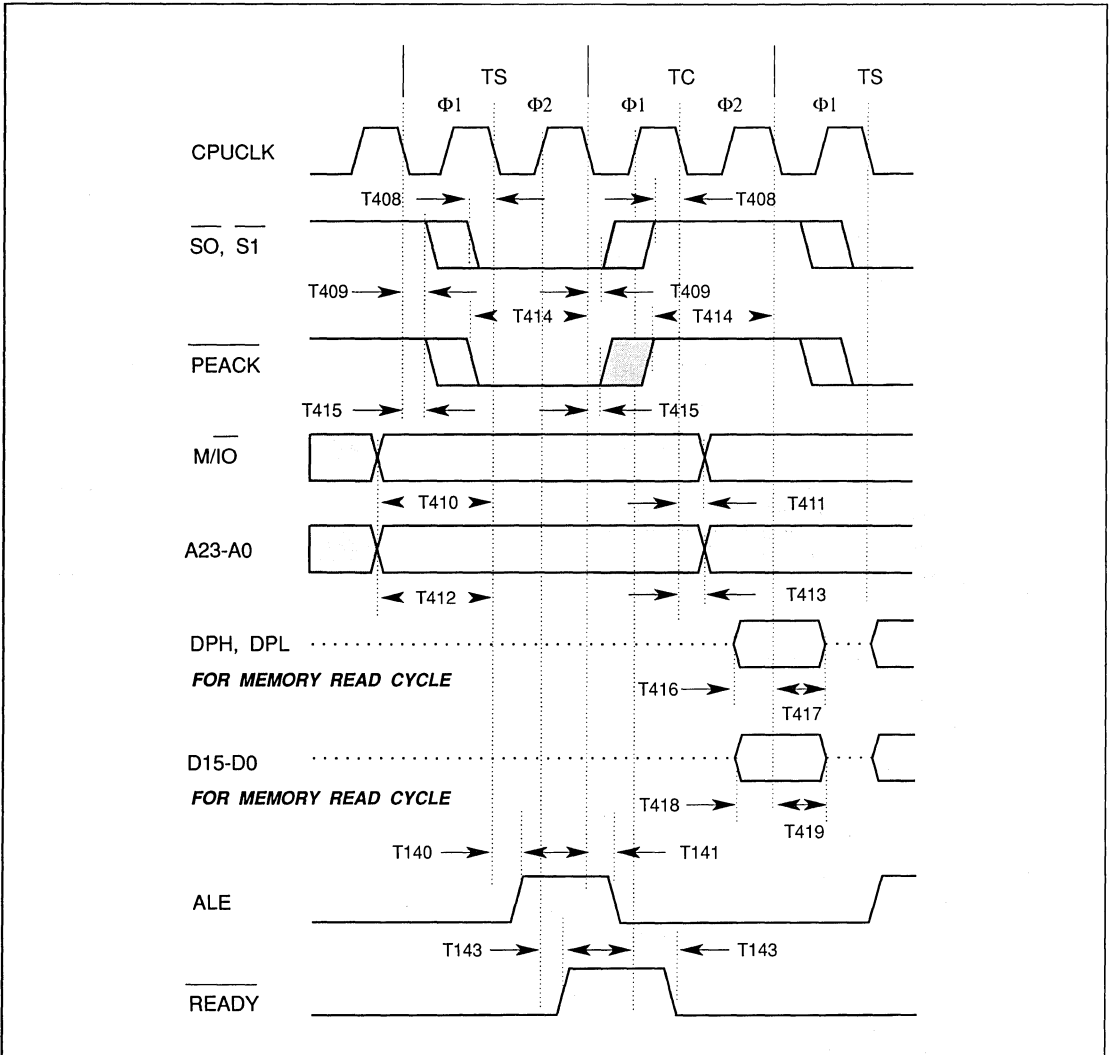 TS TC TS
Φ1 Φ2 Φ1 Φ2 Φ1
CPUCLK
T408 T408
SO, S1
T409 T409
T414 T414
PEACK
T415 T415
M/IO
T410 T411
A23-A0
T412 T413
DPH, DPL
FOR MEMORY READ CYCLE
T416
T417
D15-D0
FOR MEMORY READ CYCLE
T418
T419
T140 T141
ALE
T143 T143
READY